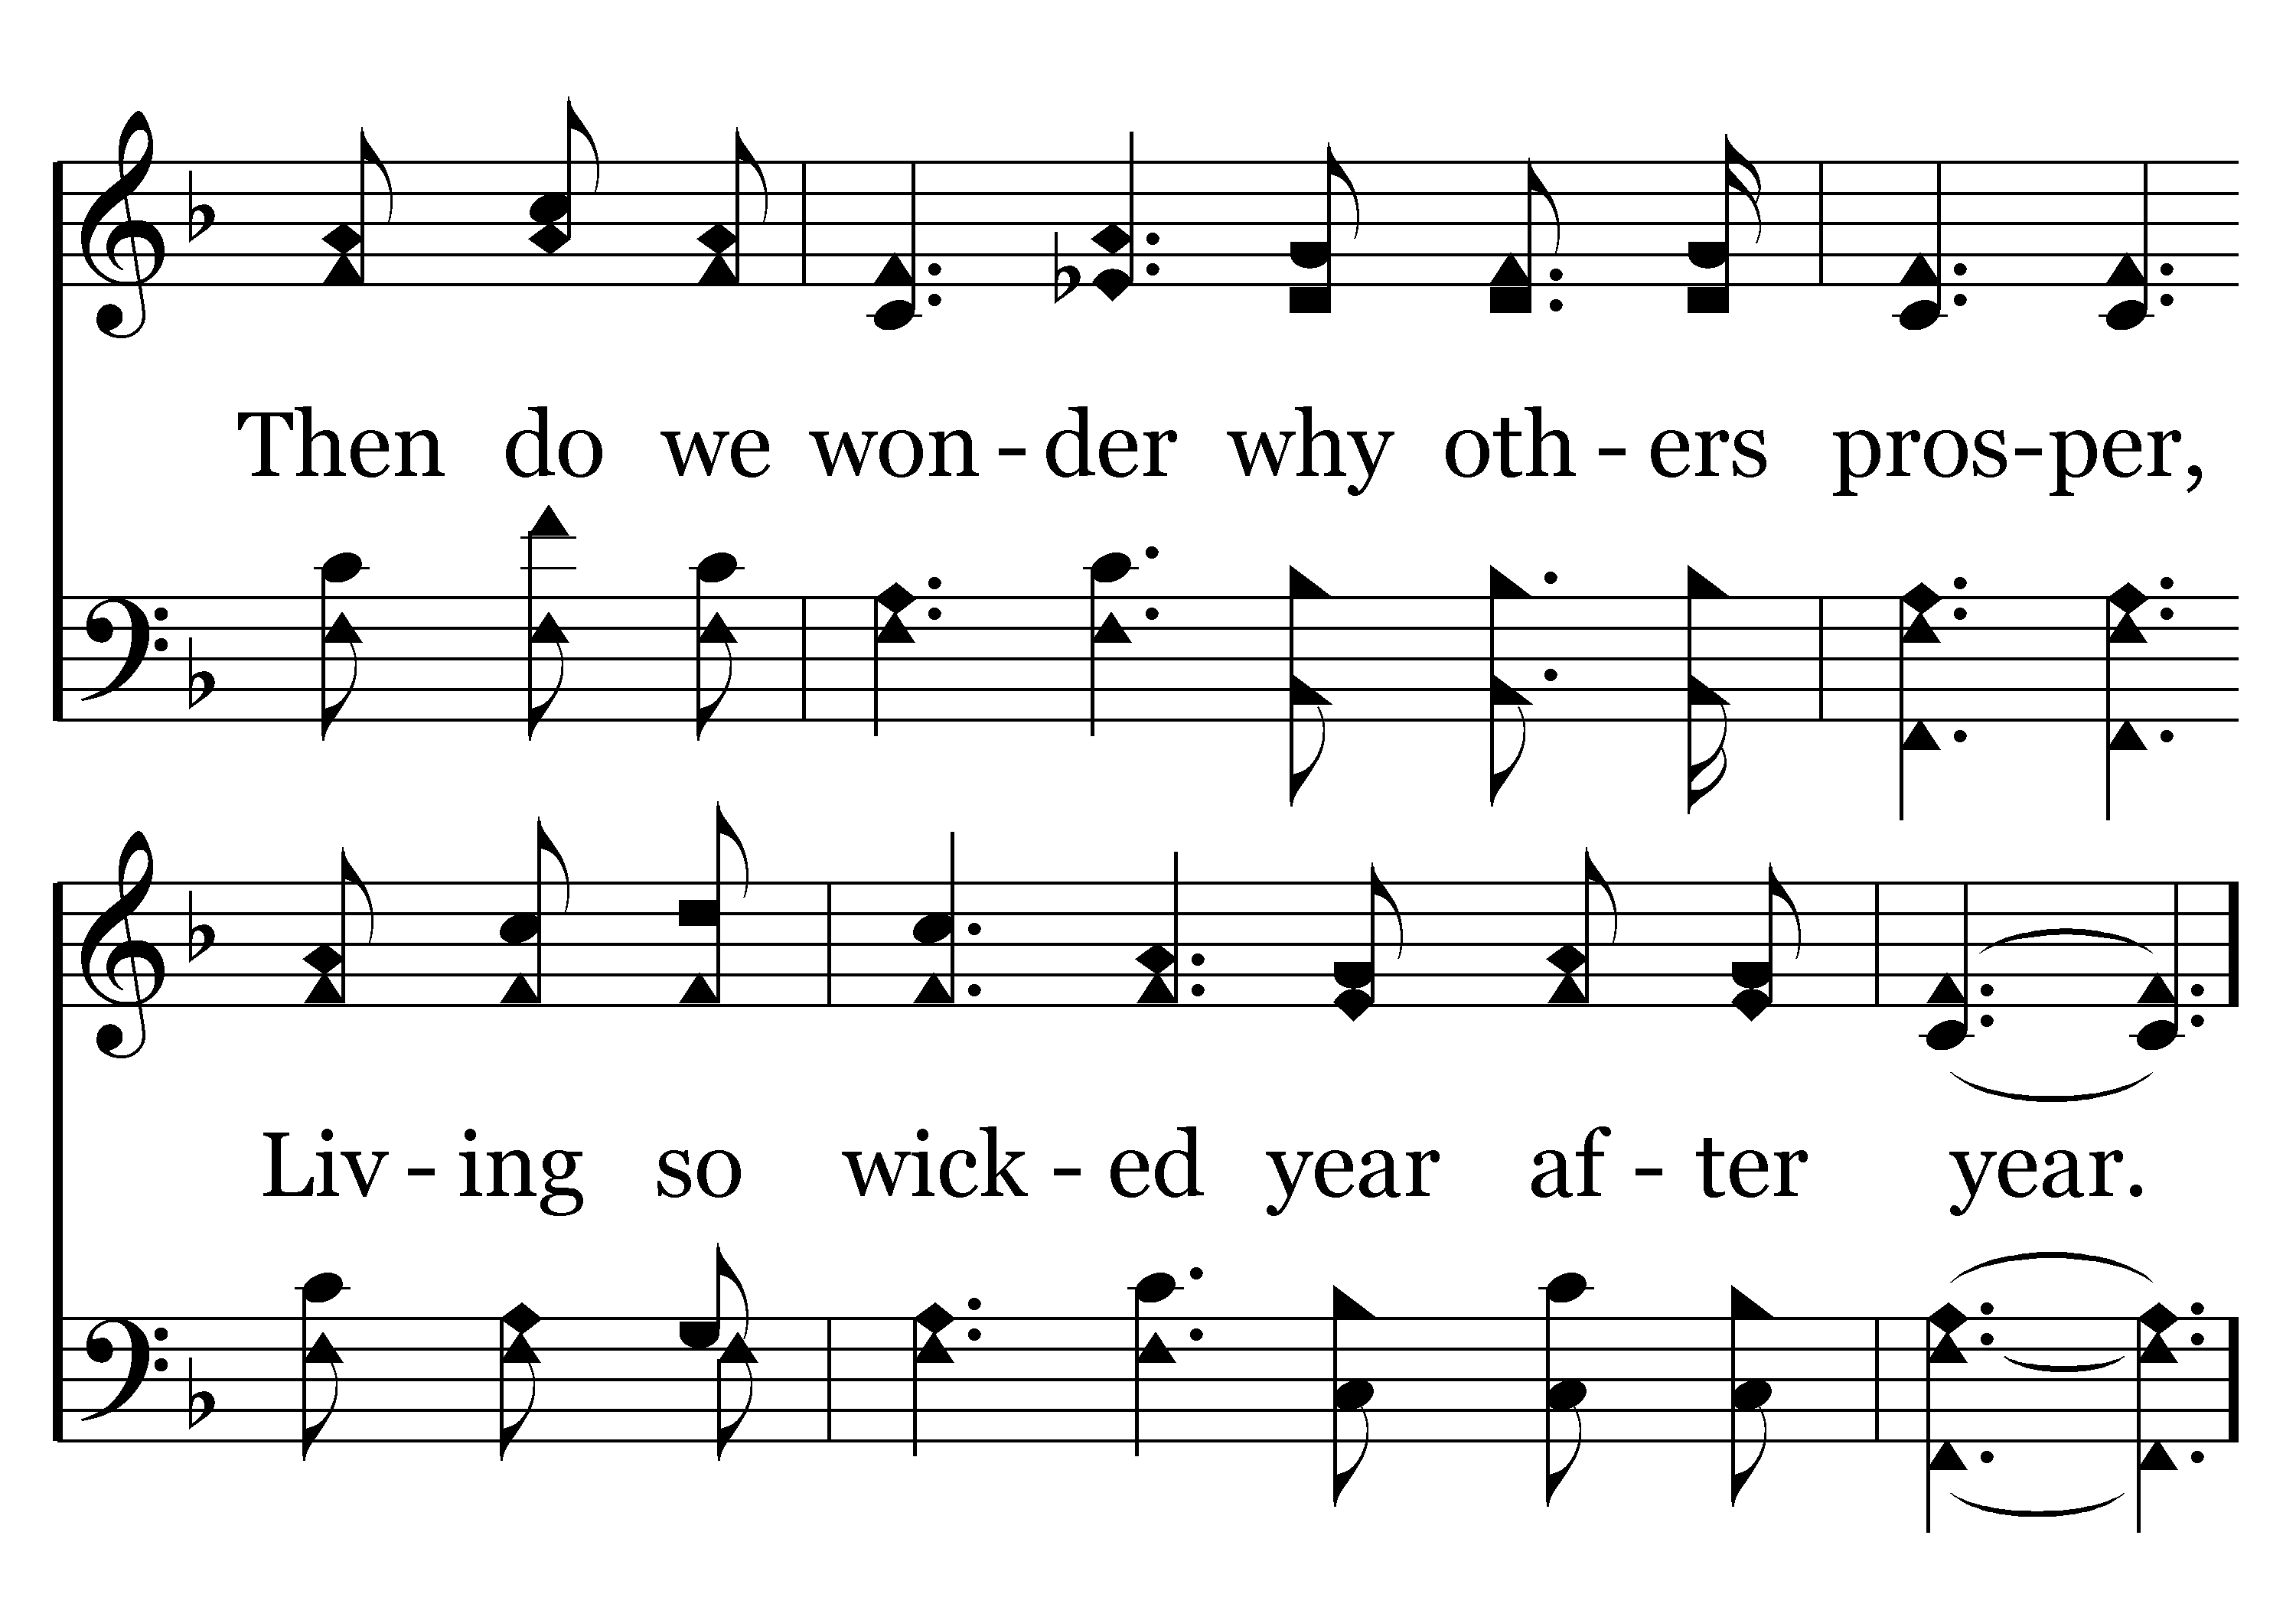 Then do we won - der why oth - ers pros-per,
Liv - ing so wick - ed year af - ter year.